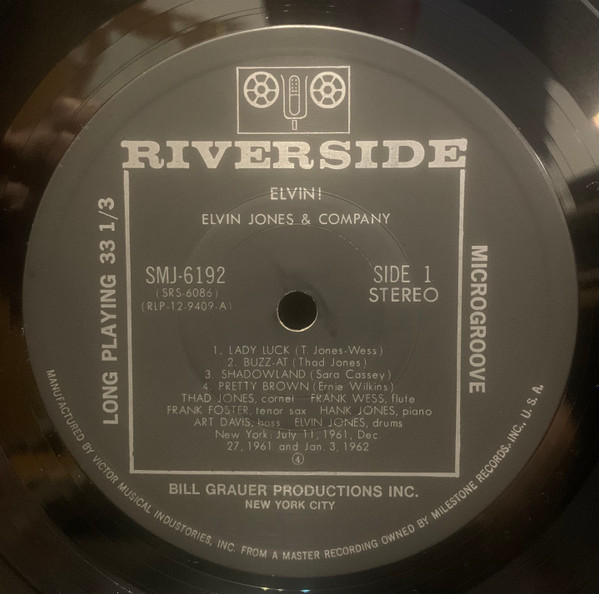 RIVERSIDE
ELVIN!
ELVIN JONES & COMPANY
SMJ-6192
(SRS-6086)
(RLP-12-9409-A)
SIDE 1
STEREO
LONG PLAYING 33 1/3
MICROGROOVE
1. LADY LUCK (T. Jones-Wess)
2. BUZZ-AT (Thad Jones)
3. SHADOWLAND (Sara Cassey)
4. PRETTY BROWN (Ernie Wilkins)
THAD JONES, cornet FRANK WESS, flute
FRANK FOSTER, tenor sax HANK JONES, piano
ART DAVIS, bass ELVIN JONES, drums
New York: July 11, 1961, Dec
27, 1961 and Jan. 3, 1962
4
BILL GRAUER PRODUCTIONS INC.
NEW YORK CITY
MANUFACTURED BY VICTOR MUSICAL INDUSTORIES, INC. FROM A MASTER RECORDING OWNED BY MILESTONE RECORDS, INC., U. S. A.